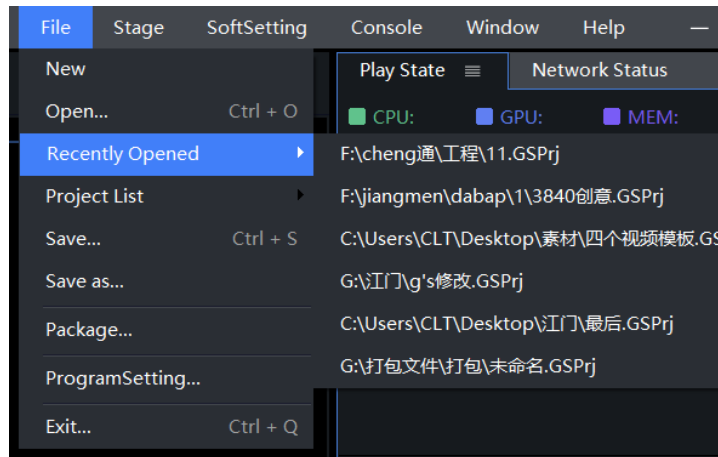 File Stage SoftSetting Console Window Help
New
Open... Ctrl + O
Recently Opened
Project List
Save... Ctrl + S
Save as...
Package...
ProgramSetting...
Exit... Ctrl + Q
Play State Network Status
CPU: GPU: MEM:
F:\cheng通\工程\11.GSPrj
F:\jiangmen\dabap\1\3840创意.GSPrj
C:\Users\CLT\Desktop\素材\四个视频模板.GS
G:\江门\g's修改.GSPrj
C:\Users\CLT\Desktop\江门\最后.GSPrj
G:\打包文件\打包\未命名.GSPrj